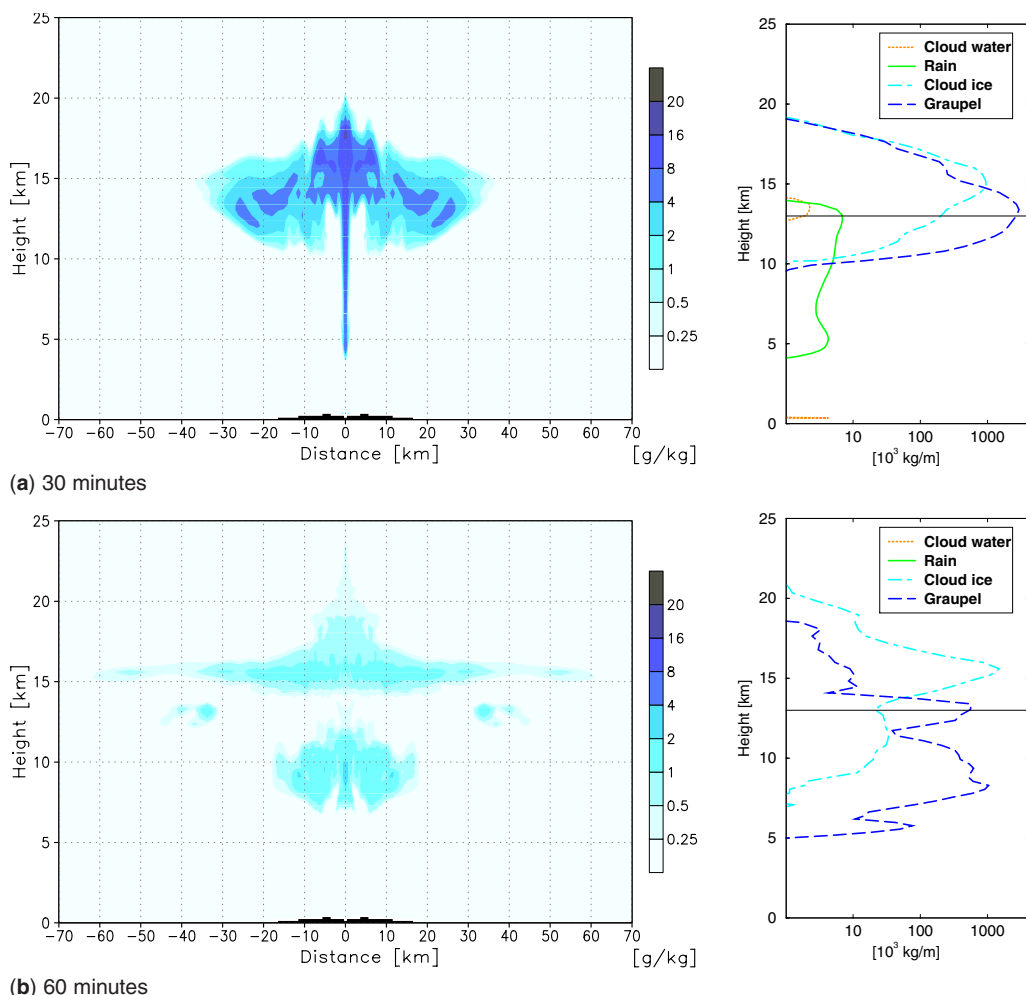 25
20
15
10
5
0
Height [km]
-70 -60 -50 -40 -30 -20 -10 0 10 20 30 40 50 60 70
Distance [km]
20
16
8
4
2
1
0.5
0.25
[g/kg]
25
20
15
10
5
0
Height [km]
Cloud water
Rain
Cloud ice
Graupel
10 100 1000
[10³ kg/m]
(a) 30 minutes
25
20
15
10
5
0
Height [km]
-70 -60 -50 -40 -30 -20 -10 0 10 20 30 40 50 60 70
Distance [km]
20
16
8
4
2
1
0.5
0.25
[g/kg]
25
20
15
10
5
0
Height [km]
Cloud water
Rain
Cloud ice
Graupel
10 100 1000
[10³ kg/m]
(b) 60 minutes